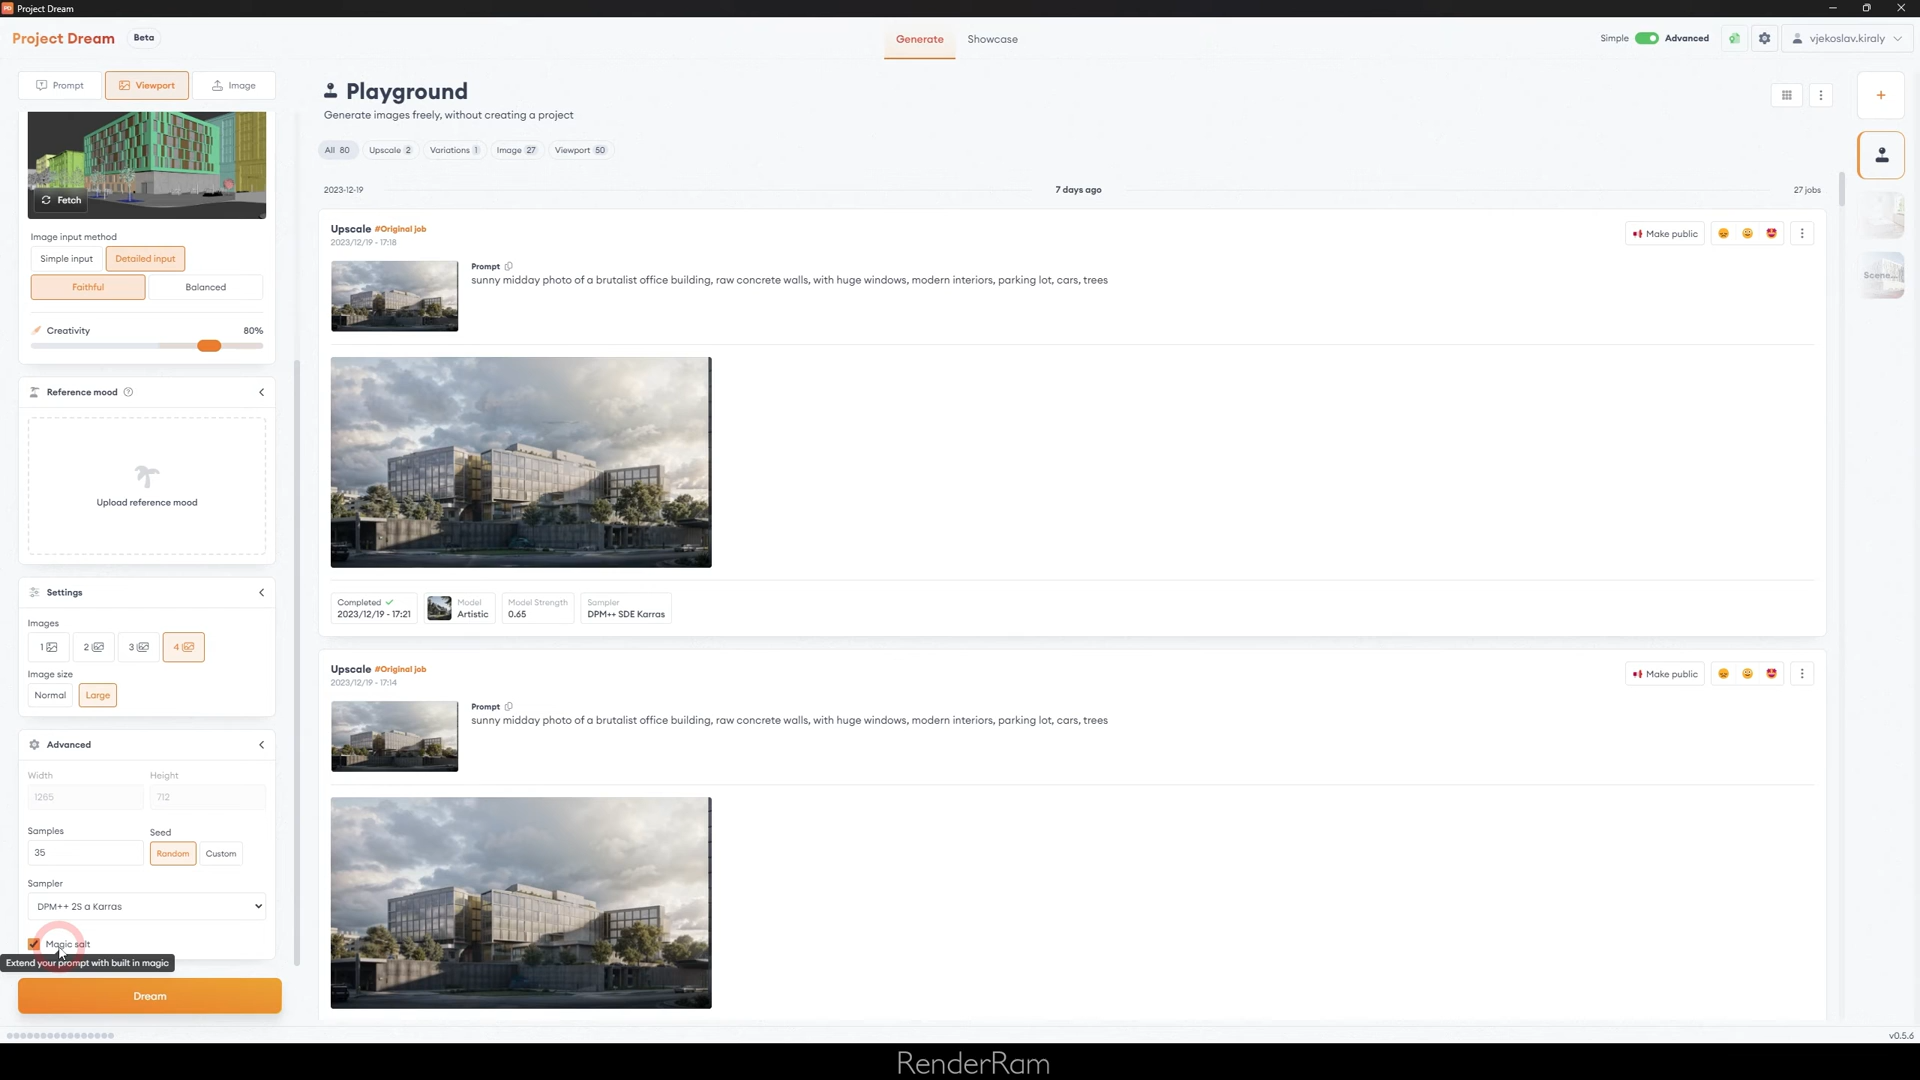 Project Dream
Project Dream Beta
Generate Showcase
Simple Advanced
vjekoslav.kiraly
Prompt Viewport Image
Fetch
Image input method
Simple input Detailed input
Faithful Balanced
Creativity 80%
Reference mood
Upload reference mood
Settings
Images
1 2 3 4
Image size
Normal Large
Advanced
Width Height
1265 712
Samples Seed
35 Random Custom
Sampler
DPM++ 2S a Karras
Magic salt
Extend your prompt with built in magic
Dream
Playground
Generate images freely, without creating a project
All 80 Upscale 2 Variations 1 Image 27 Viewport 50
2023-12-19 7 days ago 27 jobs
Upscale #Original job
2023/12/19 - 17:18
Make public
Prompt
sunny midday photo of a brutalist office building, raw concrete walls, with huge windows, modern interiors, parking lot, cars, trees
Completed Model Model Strength Sampler
2023/12/19 - 17:21 Artistic 0.65 DPM++ SDE Karras
Upscale #Original job
2023/12/19 - 17:14
Make public
Prompt
sunny midday photo of a brutalist office building, raw concrete walls, with huge windows, modern interiors, parking lot, cars, trees
Scene...
v0.5.6
RenderRam